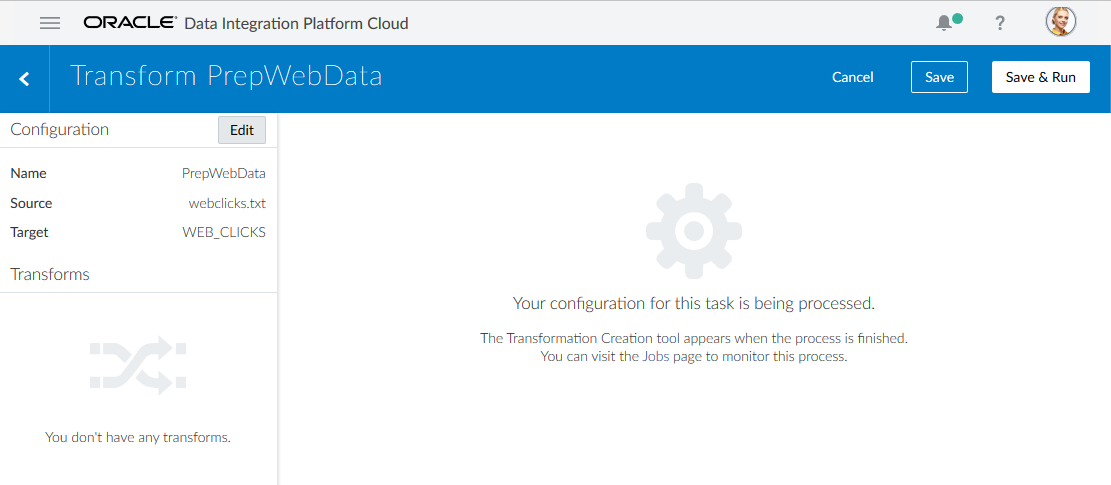 ORACLE® Data Integration Platform Cloud
?
Transform PrepWebData
Cancel
Save
Save & Run
Configuration
Edit
Name PrepWebData
Source webclicks.txt
Target WEB_CLICKS
Transforms
You don't have any transforms.
Your configuration for this task is being processed.
The Transformation Creation tool appears when the process is finished.
You can visit the Jobs page to monitor this process.